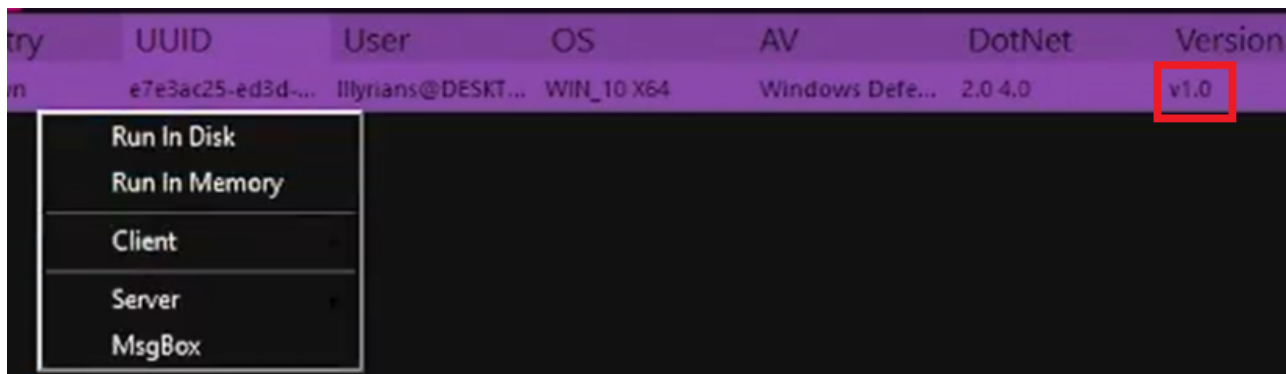 try UUID User OS AV DotNet Version
wn e7e3ac25-ed3d-... Illyrians@DESKT... WIN_10 X64 Windows Defe... 2.0 4.0 v1.0
Run In Disk
Run In Memory
Client
Server
MsgBox